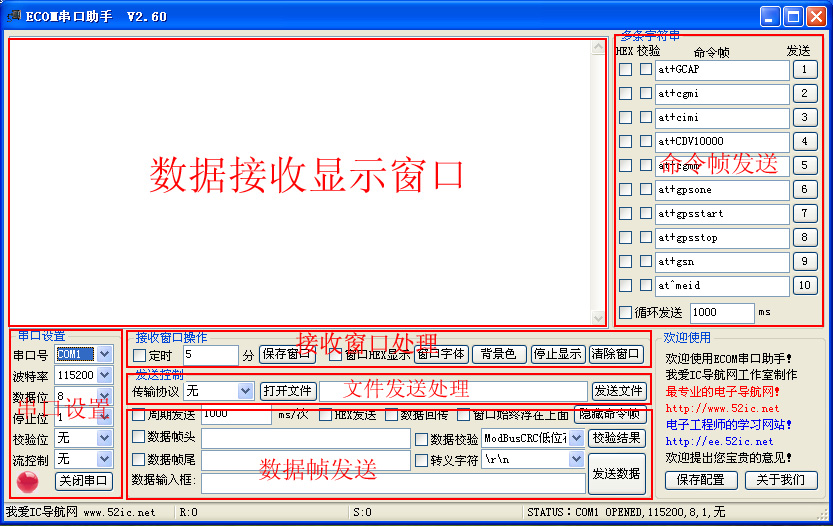 ECOM串口助手 V2.60
多条字符串
HEX 校验 命令帧 发送
at+GCAP 1
at+cgmi 2
at+cimi 3
at+CDV10000 4
at+cgmm 5
at+gpsone 6
at+gpsstart 7
at+gpsstop 8
at+gsn 9
at^meid 10
循环发送 1000 ms
数据接收显示窗口
命令帧发送
串口设置
串口号 COM1
波特率 115200
数据位 8
停止位 1
校验位 无
流控制 无
关闭串口
串口设置
接收窗口操作
定时 5 分 保存窗口 窗口HEX显示 窗口字体 背景色 停止显示 清除窗口
接收窗口处理
发送控制
传输协议 无 打开文件 发送文件
文件发送处理
周期发送 1000 ms/次 HEX发送 数据回传 窗口始终浮在上面 隐藏命令帧
数据帧头 数据校验 ModBusCRC低位 校验结果
数据帧尾 转义字符 \r\n 发送数据
数据输入框:
数据帧发送
欢迎使用
欢迎使用ECOM串口助手!
我爱IC导航网工作室制作
最专业的电子导航网!
http://www.52ic.net
电子工程师的学习网站!
http://ee.52ic.net
欢迎提出您宝贵的意见!
保存配置 关于我们
我爱IC导航网 www.52ic.net R:0 S:0 STATUS:COM1 OPENED,115200,8,1,无